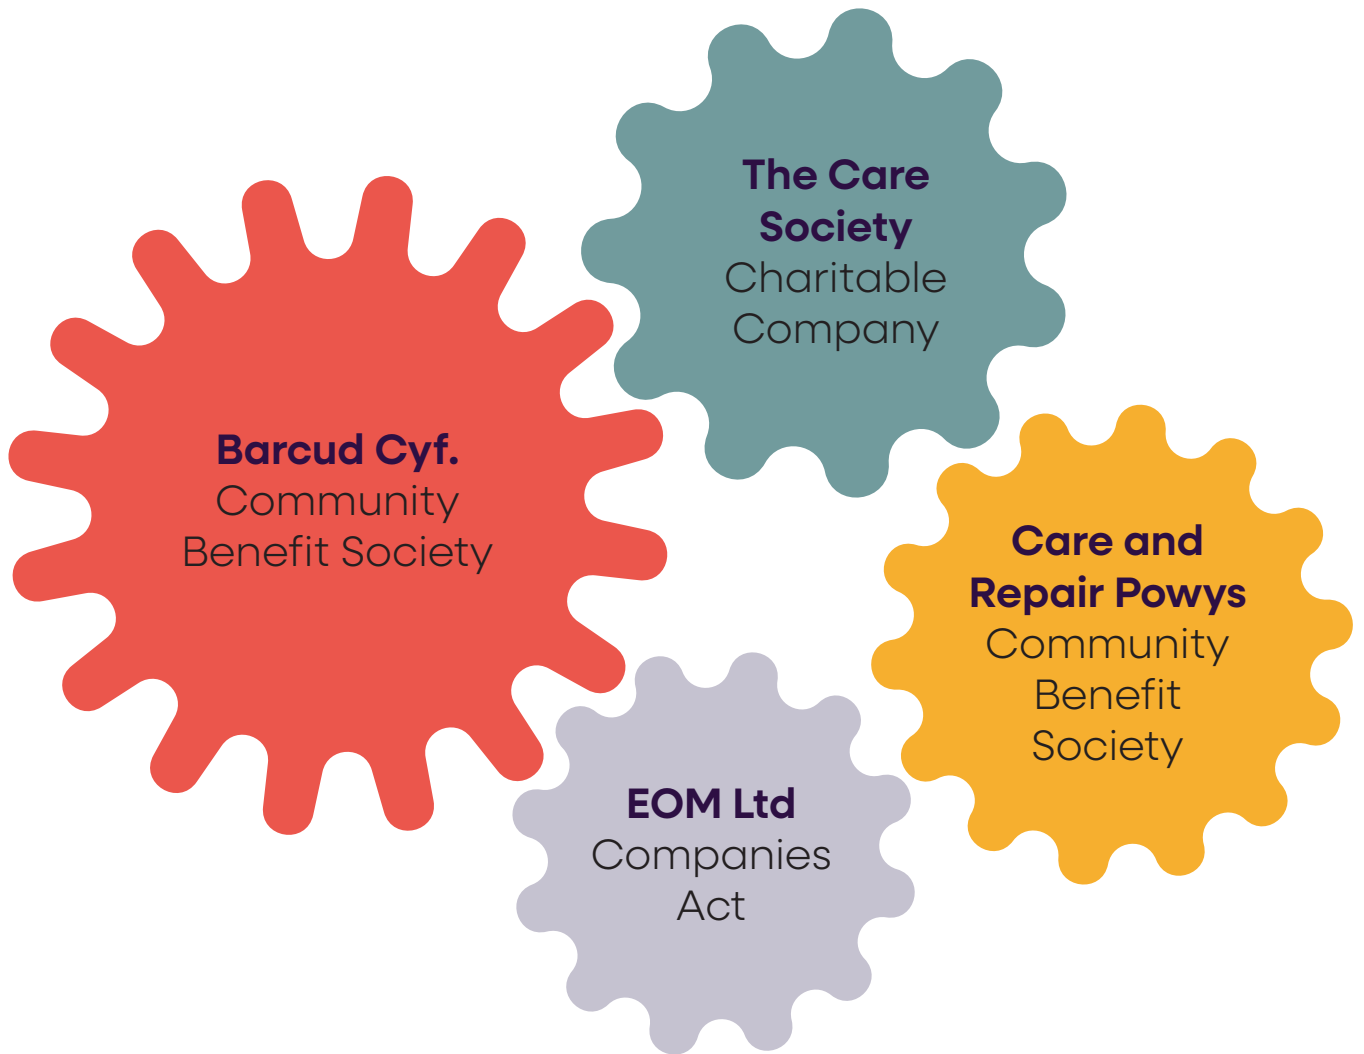 The Care
Society
Charitable
Company
Barcud Cyf.
Community
Benefit Society
Care and
Repair Powys
Community
Benefit
Society
EOM Ltd
Companies
Act